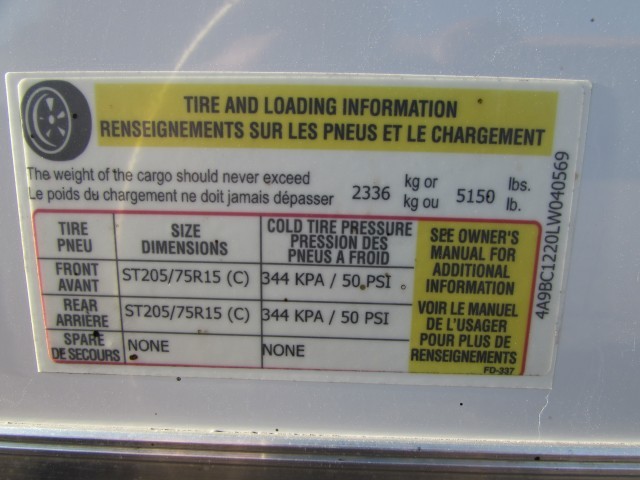 TIRE AND LOADING INFORMATION
RENSEIGNEMENTS SUR LES PNEUS ET LE CHARGEMENT
The weight of the cargo should never exceed
Le poids du chargement ne doit jamais dépasser
2336
kg or
kg ou
5150
lbs.
lb.
TIRE
PNEU
SIZE
DIMENSIONS
COLD TIRE PRESSURE
PRESSION DES
PNEUS A FROID
FRONT
AVANT
ST205/75R15 (C)
344 KPA / 50 PSI
REAR
ARRIÈRE
ST205/75R15 (C)
344 KPA / 50 PSI
SPARE
DE SECOURS
NONE
NONE
SEE OWNER'S
MANUAL FOR
ADDITIONAL
INFORMATION
VOIR LE MANUEL
DE L'USAGER
POUR PLUS DE
RENSEIGNEMENTS
FD-337
4A9BC1220LW040569